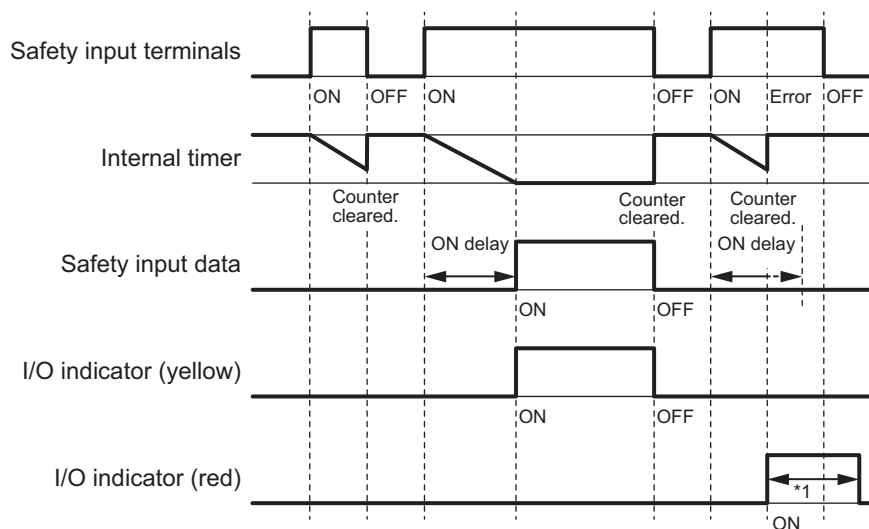 Safety input terminals
ON OFF ON OFF ON Error OFF
Internal timer
Counter cleared.
Counter cleared.
Counter cleared.
Safety input data
ON delay
ON delay
ON OFF
I/O indicator (yellow)
ON OFF
I/O indicator (red)
*1
ON